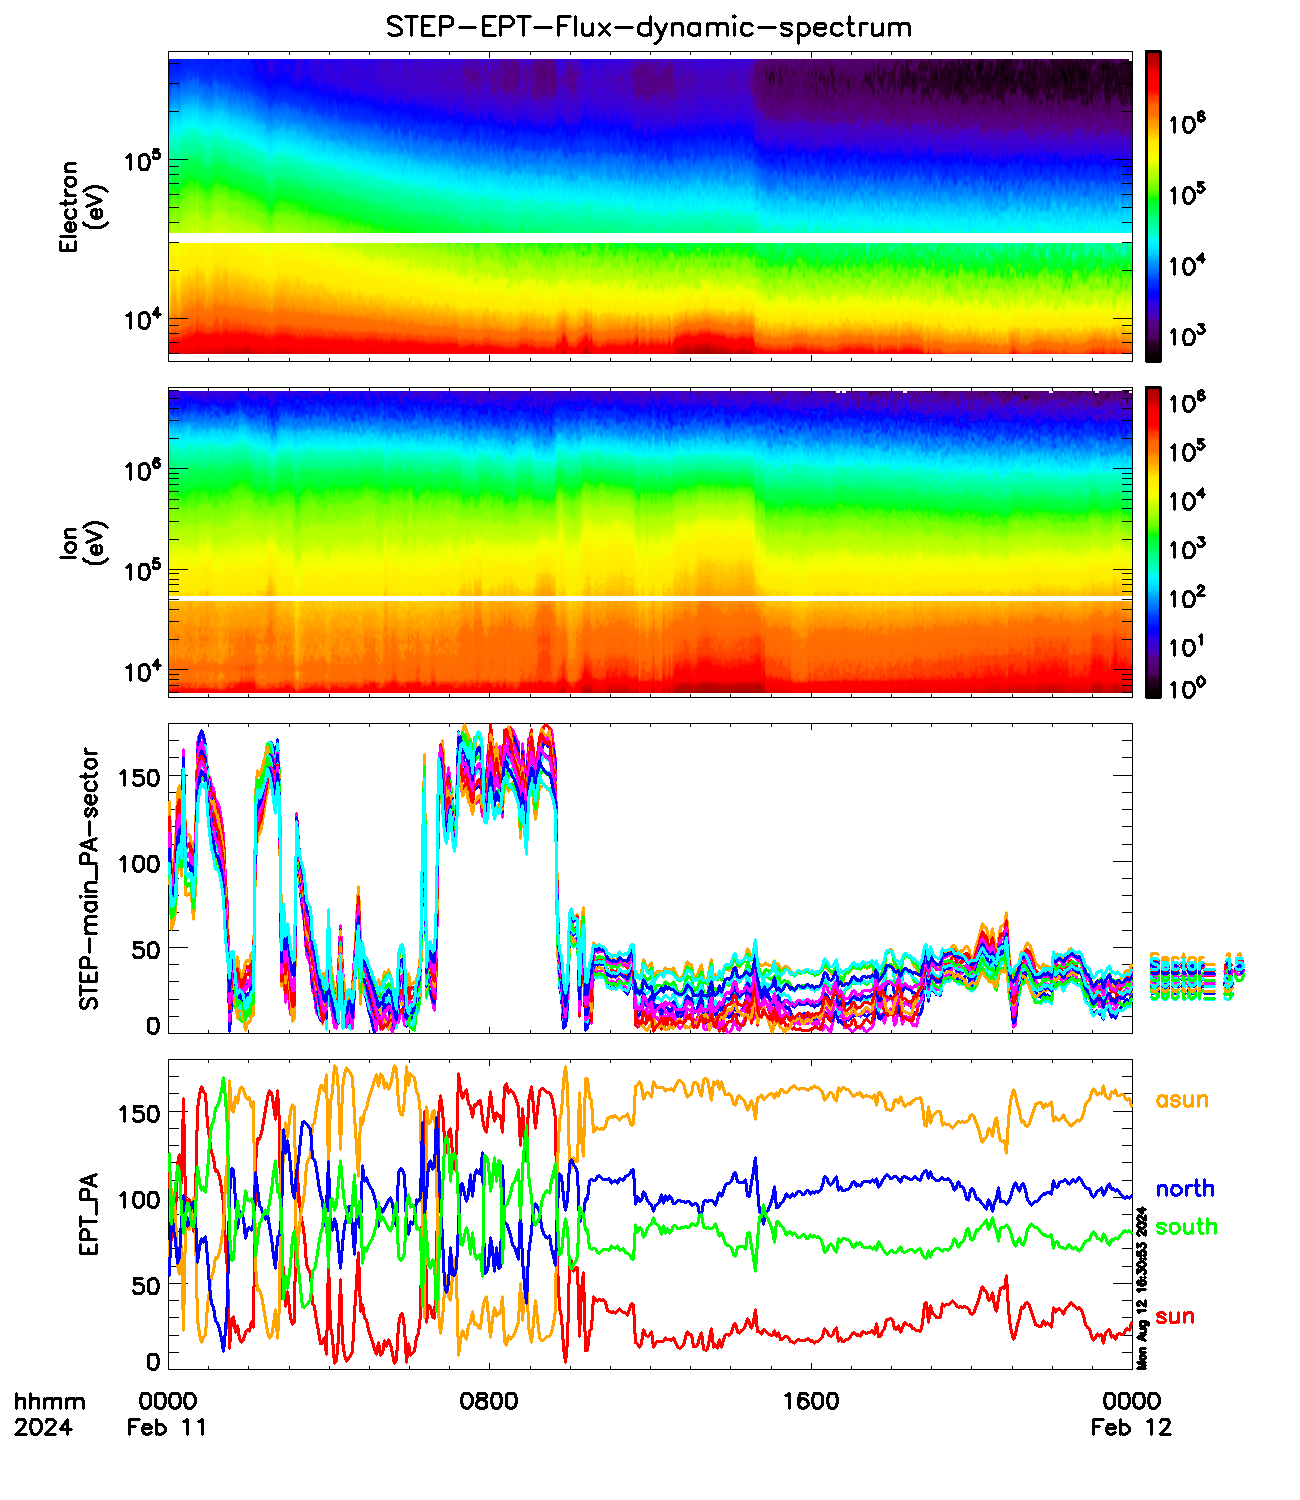 STEP-EPT-Flux-dynamic-spectrum
Electron
(eV)
10^5
10^4
10^6
10^5
10^4
10^3
Ion
(eV)
10^6
10^5
10^4
10^6
10^5
10^4
10^3
10^2
10^1
10^0
STEP-main_PA-sector
150
100
50
0
EPT_PA
150
100
50
0
asun
north
south
sun
Mon Aug 12 16:30:53 2024
hhmm 0000 0800 1600 0000
2024 Feb 11 Feb 12